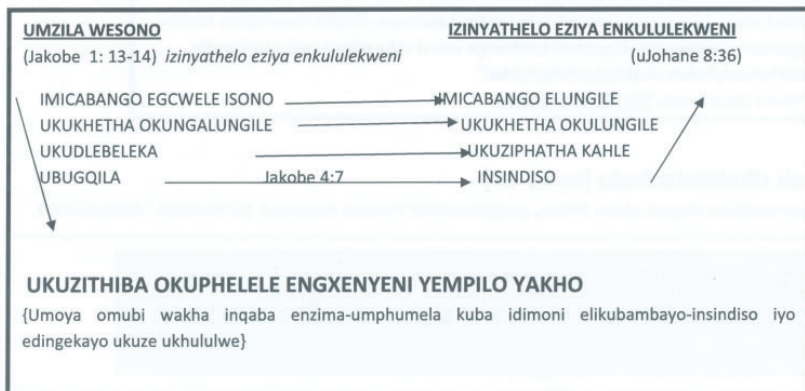 UMZILA WESONO IZINYATHELO EZIYA ENKULULEKWENI
(Jakobe 1: 13-14) izinyathelo eziya enkululekweni (uJohane 8:36)
IMICABANGO EGCWELE ISONO IMICABANGO ELUNGILE
UKUKHETHA OKUNGALUNGILE UKUKHETHA OKULUNGILE
UKUDLEBELEKA UKUZIPHATHA KAHLE
UBUGQILA Jakobe 4:7 INSINDISO
UKUZITHIBA OKUPHELELE ENGXENYENI YEMPILO YAKHO
{Umoya omubi wakha inqaba enzima-umphumela kuba idimoni elikubambayo-insindiso iyo
edingekayo ukuze ukhululwe}